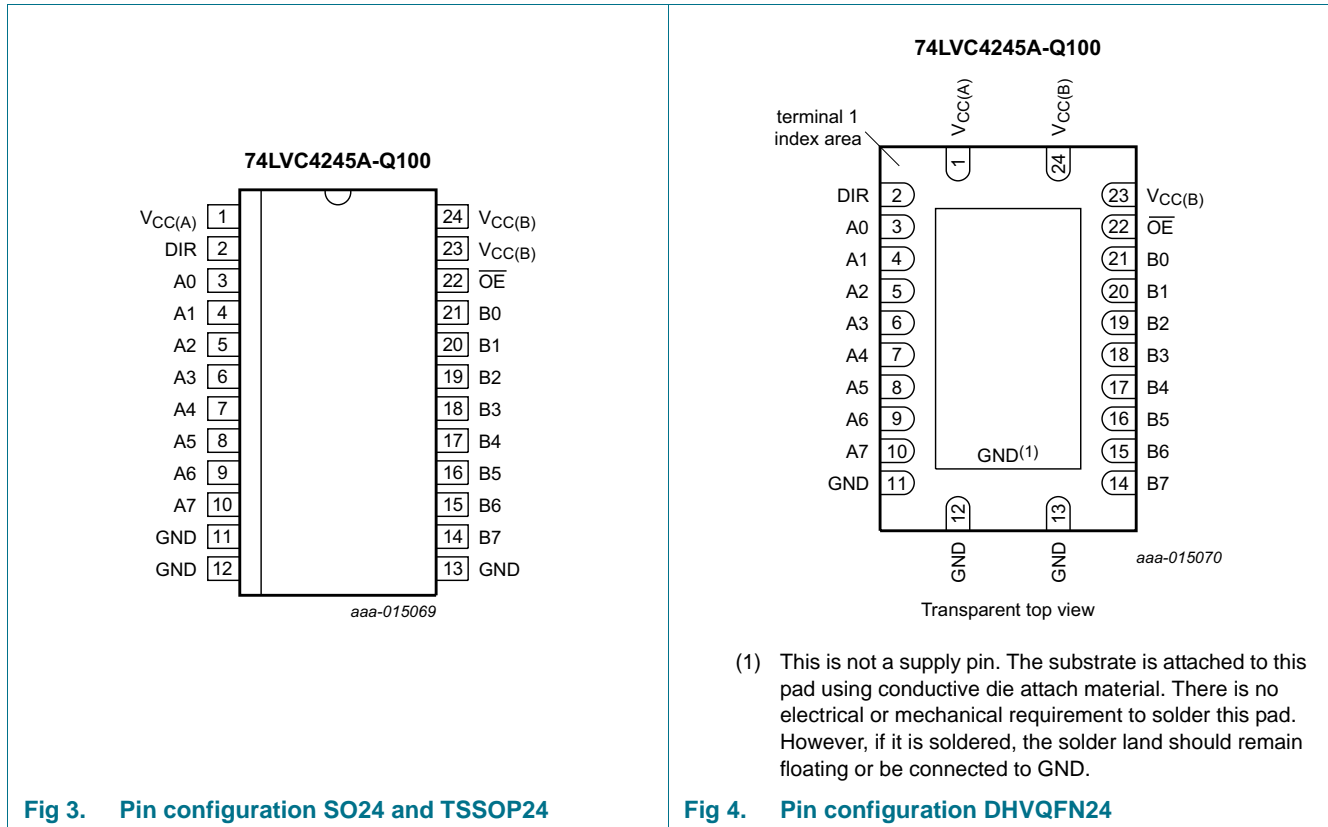 74LVC4245A-Q100
VCC(A) 1
DIR 2
A0 3
A1 4
A2 5
A3 6
A4 7
A5 8
A6 9
A7 10
GND 11
GND 12
24 VCC(B)
23 VCC(B)
22 OE
21 B0
20 B1
19 B2
18 B3
17 B4
16 B5
15 B6
14 B7
13 GND
aaa-015069
Fig 3. Pin configuration SO24 and TSSOP24
74LVC4245A-Q100
terminal 1
index area
VCC(A)
VCC(B)
1
24
DIR 2
A0 3
A1 4
A2 5
A3 6
A4 7
A5 8
A6 9
A7 10
GND 11
23 VCC(B)
22 OE
21 B0
20 B1
19 B2
18 B3
17 B4
16 B5
15 B6
14 B7
GND(1)
12
13
GND
GND
aaa-015070
Transparent top view
(1) This is not a supply pin. The substrate is attached to this
pad using conductive die attach material. There is no
electrical or mechanical requirement to solder this pad.
However, if it is soldered, the solder land should remain
floating or be connected to GND.
Fig 4. Pin configuration DHVQFN24